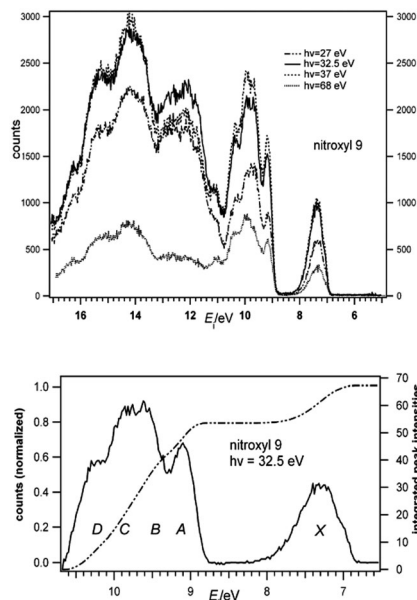 3000
2500
2000
1500
1000
500
0
counts
3000
2500
2000
1500
1000
500
0
hν=27 eV
hν=32.5 eV
hν=37 eV
hν=68 eV
nitroxyl 9
16 14 12 10 8 6
Ei/eV
1.0
0.8
0.6
0.4
0.2
0.0
counts (normalized)
nitroxyl 9
hν = 32.5 eV
D C B A X
70
60
50
40
30
20
10
0
integrated peak intensities
10 9 8 7
Ei/eV